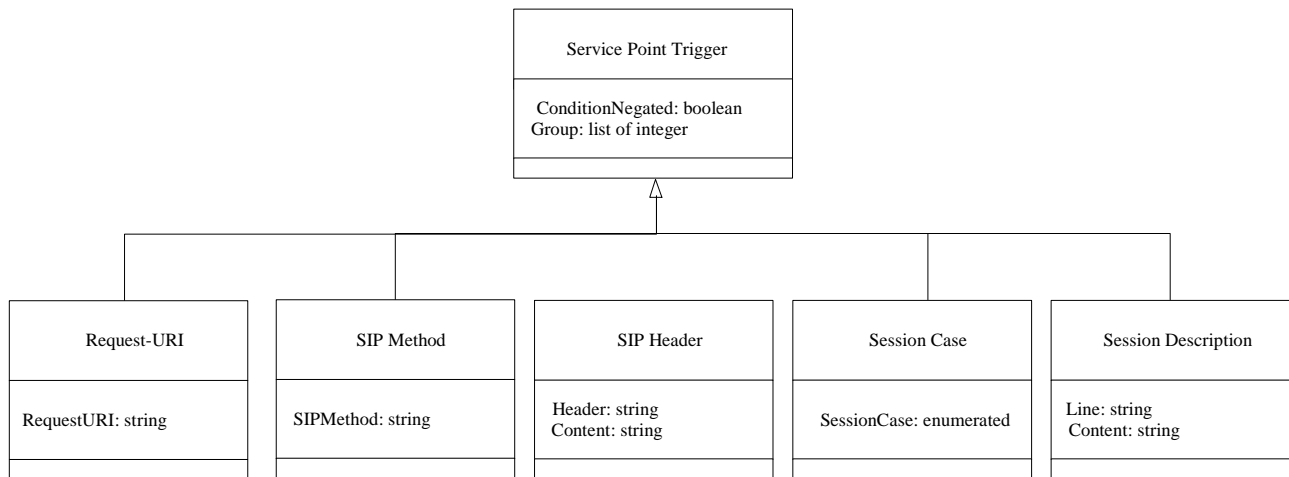 Service Point Trigger
ConditionNegated: boolean
Group: list of integer
Request-URI
RequestURI: string
SIP Method
SIPMethod: string
SIP Header
Header: string
Content: string
Session Case
SessionCase: enumerated
Session Description
Line: string
Content: string